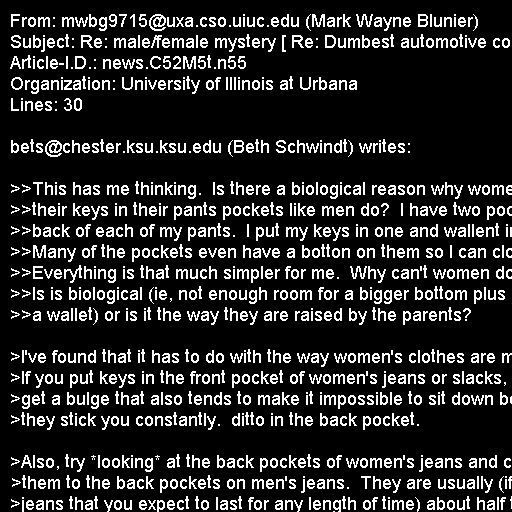 From: mwbg9715@uxa.cso.uiuc.edu (Mark Wayne Blunier)
Subject: Re: male/female mystery [ Re: Dumbest automotive co
Article-I.D.: news.C52M5t.n55
Organization: University of Illinois at Urbana
Lines: 30

bets@chester.ksu.ksu.edu (Beth Schwindt) writes:

>>This has me thinking.  Is there a biological reason why wome
>>their keys in their pants pockets like men do?  I have two poc
>>back of each of my pants.  I put my keys in one and wallent i
>>Many of the pockets even have a botton on them so I can clo
>>Everything is that much simpler for me.  Why can't women do
>>Is is biological (ie, not enough room for a bigger bottom plus
>>a wallet) or is it the way they are raised by the parents?

>I've found that it has to do with the way women's clothes are m
>If you put keys in the front pocket of women's jeans or slacks,
>get a bulge that also tends to make it impossible to sit down b
>they stick you constantly.  ditto in the back pocket.

>Also, try *looking* at the back pockets of women's jeans and c
>them to the back pockets on men's jeans.  They are usually (if
>jeans that you expect to last for any length of time) about half